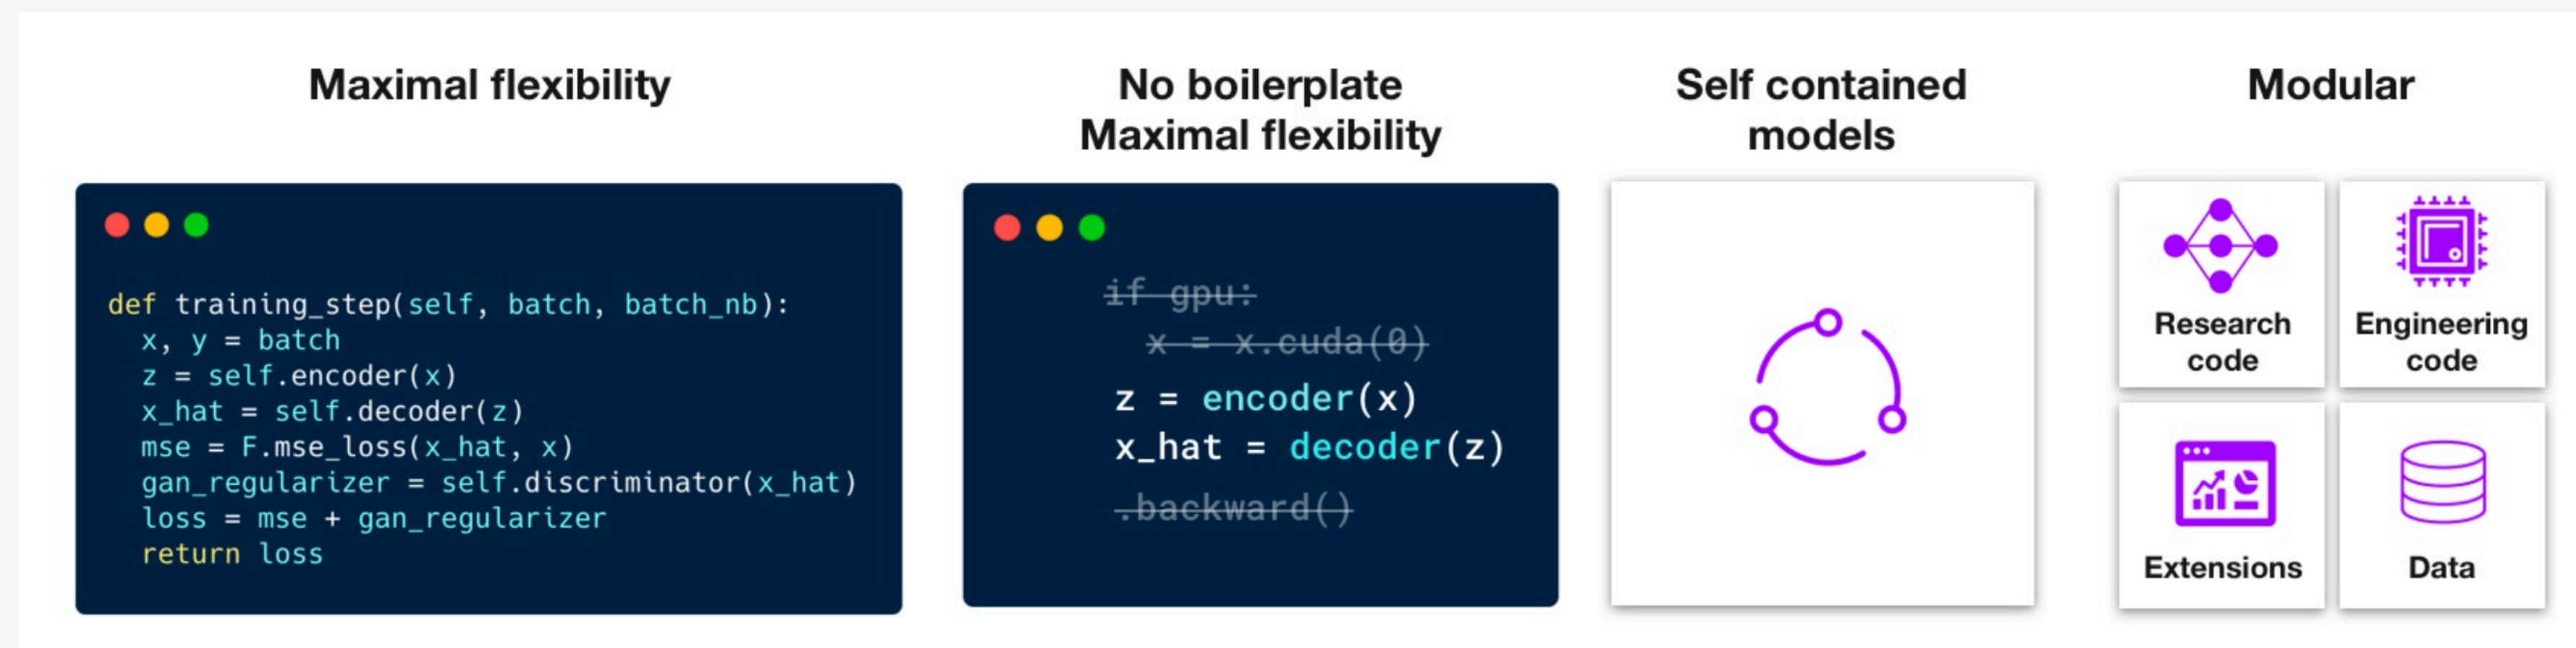 Maximal flexibility
def training_step(self, batch, batch_nb):
  x, y = batch
  z = self.encoder(x)
  x_hat = self.decoder(z)
  mse = F.mse_loss(x_hat, x)
  gan_regularizer = self.discriminator(x_hat)
  loss = mse + gan_regularizer
  return loss
No boilerplate
Maximal flexibility
if gpu:
  x = x.cuda(0)
z = encoder(x)
x_hat = decoder(z)
.backward()
Self contained
models
Modular
Research
code
Engineering
code
Extensions
Data